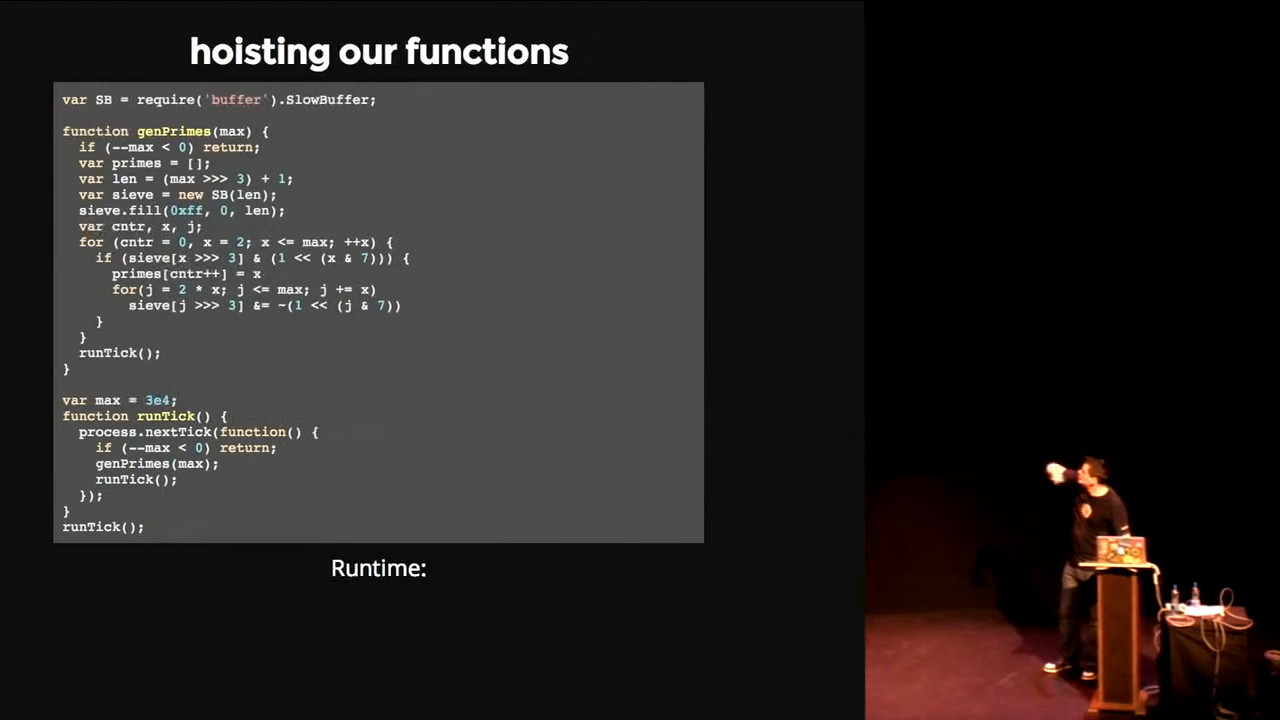 hoisting our functions
var SB = require('buffer').SlowBuffer;
function genPrimes(max) {
if (--max < 0) return;
var primes = [];
var len = (max >>> 3) + 1;
var sieve = new SB(len);
sieve.fill(0xff, 0, len);
var cntr, x, j;
for (cntr = 0, x = 2; x <= max; ++x) {
if (sieve[x >>> 3] & (1 << (x & 7))) {
primes[cntr++] = x
for(j = 2 * x; j <= max; j += x)
sieve[j >>> 3] &= ~(1 << (j & 7))
}
}
runTick();
}
var max = 3e4;
function runTick() {
process.nextTick(function() {
if (--max < 0) return;
genPrimes(max);
runTick();
});
}
runTick();
Runtime: